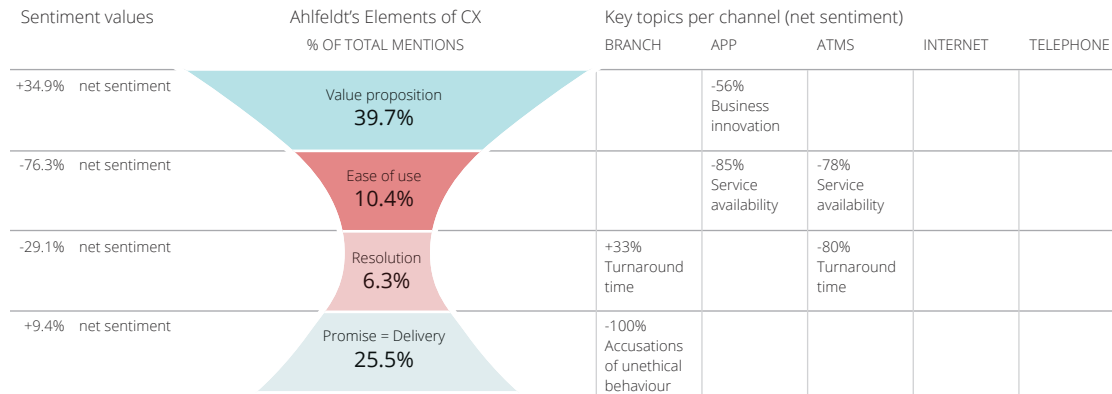 Sentiment values
Ahlfeldt’s Elements of CX
Key topics per channel (net sentiment)
% OF TOTAL MENTIONS
BRANCH
APP
ATMS
INTERNET
TELEPHONE
+34.9% net sentiment
Value proposition
39.7%
-56%
Business
innovation
-76.3% net sentiment
Ease of use
10.4%
-85%
Service
availability
-78%
Service
availability
-29.1% net sentiment
Resolution
6.3%
+33%
Turnaround
time
-80%
Turnaround
time
+9.4% net sentiment
Promise = Delivery
25.5%
-100%
Accusations
of unethical
behaviour